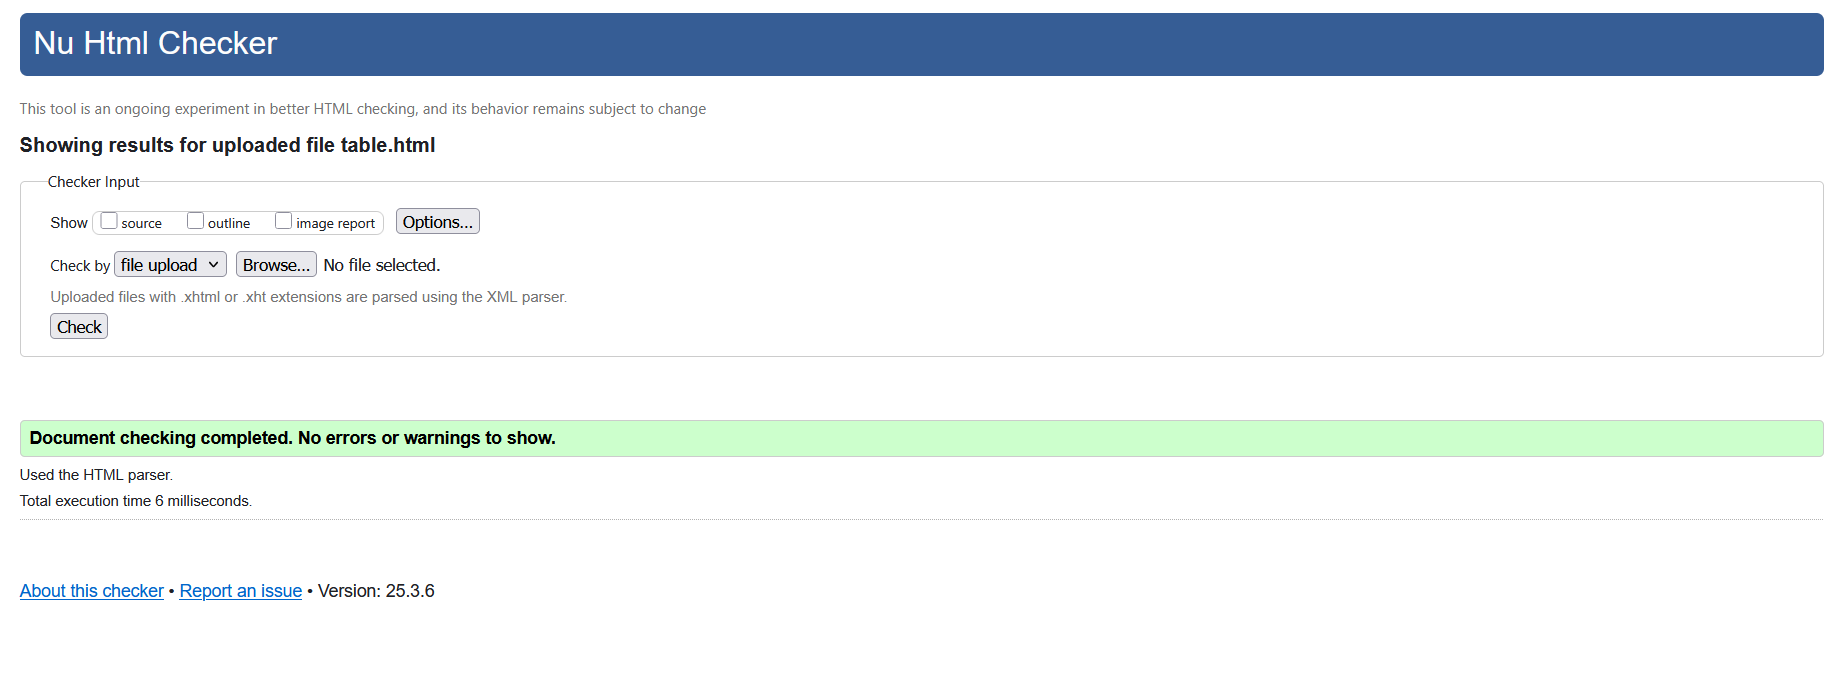 Nu Html Checker
This tool is an ongoing experiment in better HTML checking, and its behavior remains subject to change
Showing results for uploaded file table.html
Checker Input
Show source outline image report Options...
Check by file upload Browse... No file selected.
Uploaded files with .xhtml or .xht extensions are parsed using the XML parser.
Check
Document checking completed. No errors or warnings to show.
Used the HTML parser.
Total execution time 6 milliseconds.
About this checker • Report an issue • Version: 25.3.6